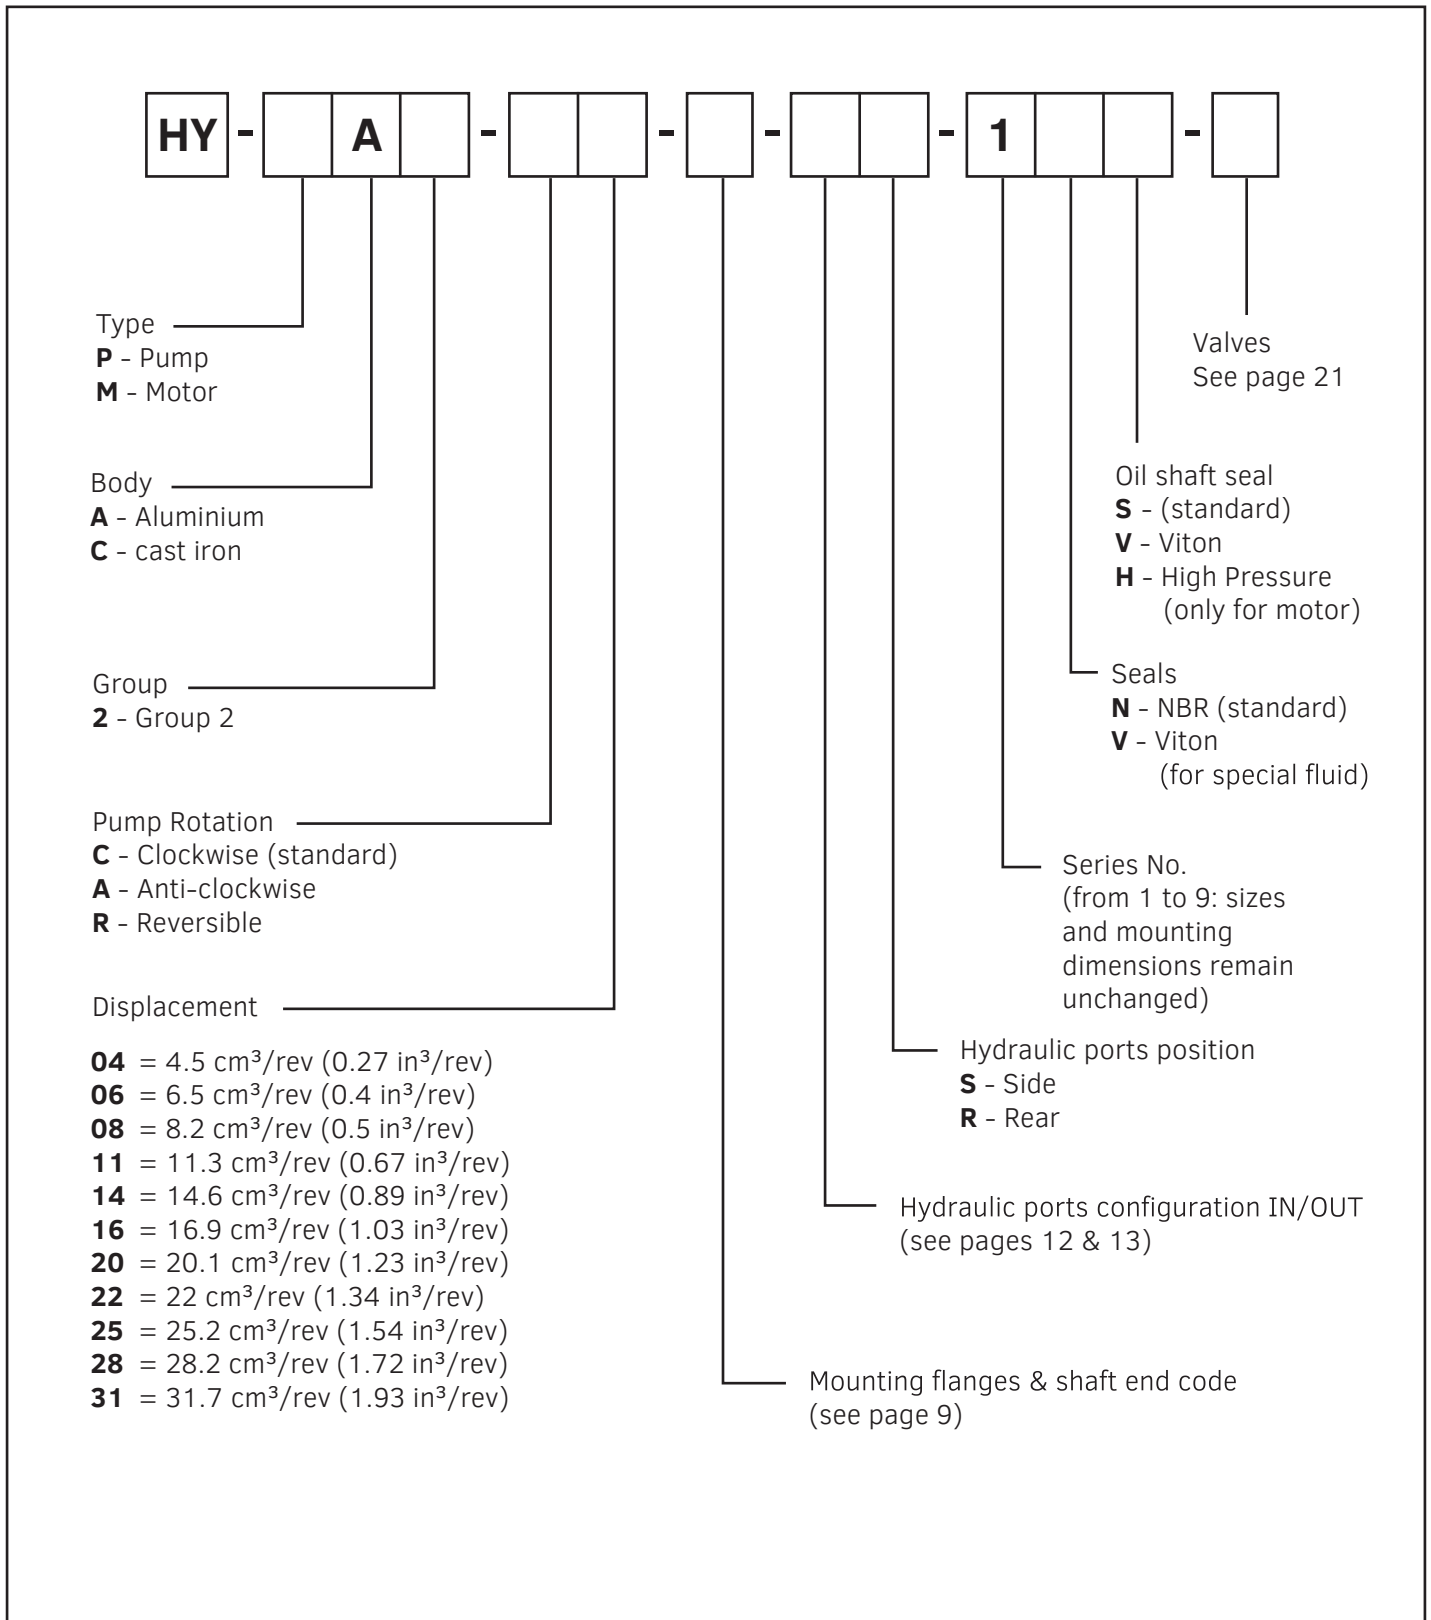 HY - A - - - - 1 -
Type
P - Pump
M - Motor
Body
A - Aluminium
C - cast iron
Group
2 - Group 2
Pump Rotation
C - Clockwise (standard)
A - Anti-clockwise
R - Reversible
Displacement
04 = 4.5 cm³/rev (0.27 in³/rev)
06 = 6.5 cm³/rev (0.4 in³/rev)
08 = 8.2 cm³/rev (0.5 in³/rev)
11 = 11.3 cm³/rev (0.67 in³/rev)
14 = 14.6 cm³/rev (0.89 in³/rev)
16 = 16.9 cm³/rev (1.03 in³/rev)
20 = 20.1 cm³/rev (1.23 in³/rev)
22 = 22 cm³/rev (1.34 in³/rev)
25 = 25.2 cm³/rev (1.54 in³/rev)
28 = 28.2 cm³/rev (1.72 in³/rev)
31 = 31.7 cm³/rev (1.93 in³/rev)
Valves
See page 21
Oil shaft seal
S - (standard)
V - Viton
H - High Pressure
(only for motor)
Seals
N - NBR (standard)
V - Viton
(for special fluid)
Series No.
(from 1 to 9: sizes
and mounting
dimensions remain
unchanged)
Hydraulic ports position
S - Side
R - Rear
Hydraulic ports configuration IN/OUT
(see pages 12 & 13)
Mounting flanges & shaft end code
(see page 9)